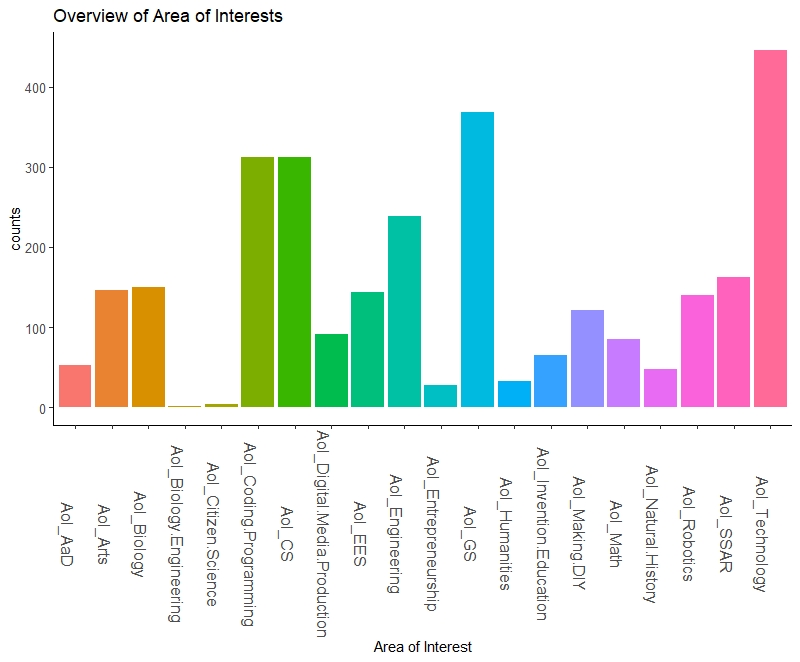 Overview of Area of Interests
counts
400
300
200
100
0
AoI_AaD
AoI_Arts
AoI_Biology
AoI_Biology.Engineering
AoI_Citizen.Science
AoI_Coding.Programming
AoI_CS
AoI_Digital.Media.Production
AoI_EES
AoI_Engineering
AoI_Entrepreneurship
AoI_GS
AoI_Humanities
AoI_Invention.Education
AoI_Making.DIY
AoI_Math
AoI_Natural.History
AoI_Robotics
AoI_SSAR
AoI_Technology
Area of Interest